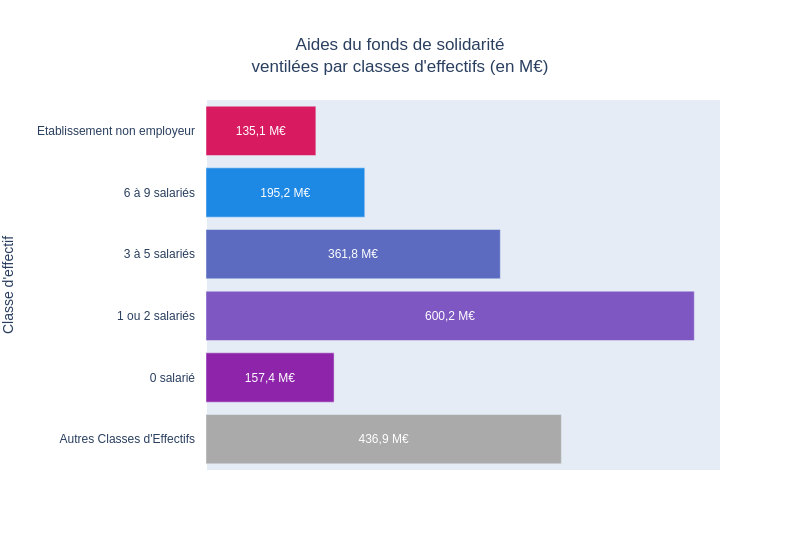 Aides du fonds de solidarité
ventilées par classes d'effectifs (en M€)
Classe d'effectif
Etablissement non employeur
135,1 M€
6 à 9 salariés
195,2 M€
3 à 5 salariés
361,8 M€
1 ou 2 salariés
600,2 M€
0 salarié
157,4 M€
Autres Classes d'Effectifs
436,9 M€